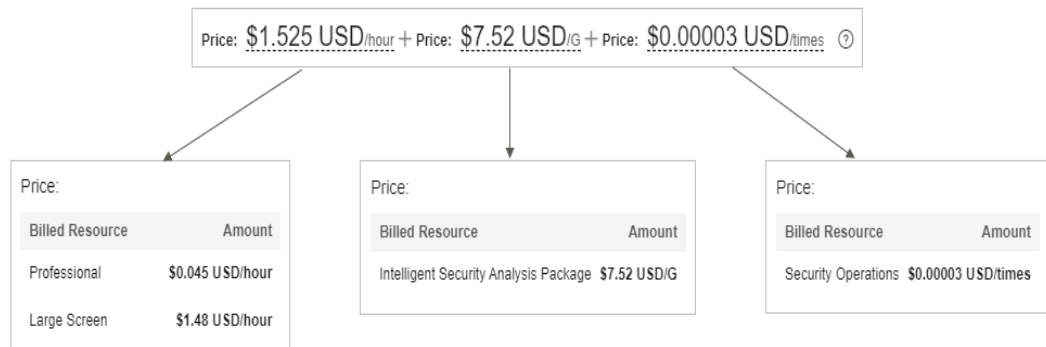 Price: $1.525 USD/hour + Price: $7.52 USD/G + Price: $0.00003 USD/times ?
Price:
Billed Resource Amount
Professional $0.045 USD/hour
Large Screen $1.48 USD/hour
Price:
Billed Resource Amount
Intelligent Security Analysis Package $7.52 USD/G
Price:
Billed Resource Amount
Security Operations $0.00003 USD/times